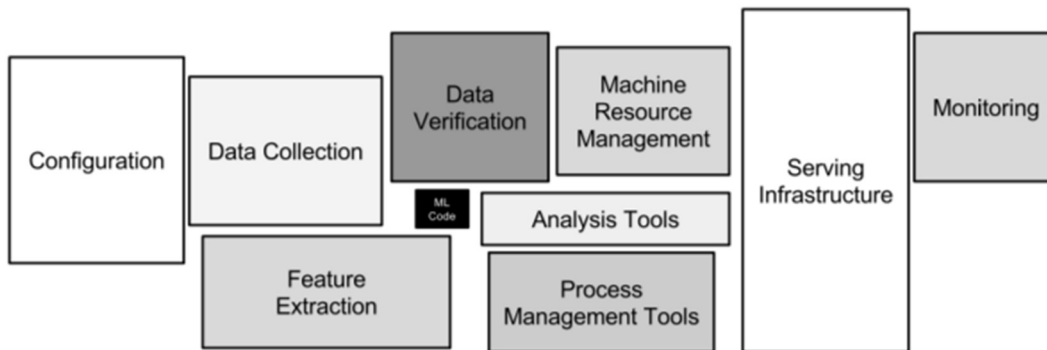 Configuration
Data Collection
Feature
Extraction
Data
Verification
ML
Code
Machine
Resource
Management
Analysis Tools
Process
Management Tools
Serving
Infrastructure
Monitoring